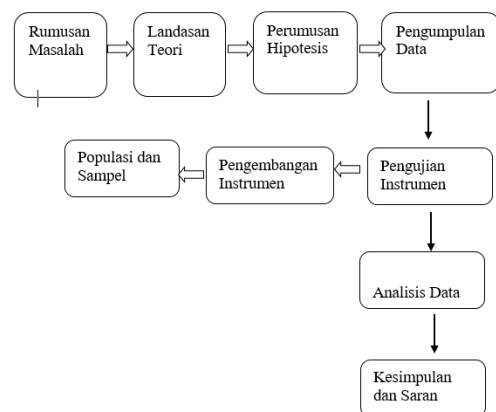 Rumusan
Masalah
Landasan
Teori
Perumusan
Hipotesis
Pengumpulan
Data
Populasi dan
Sampel
Pengembangan
Instrumen
Pengujian
Instrumen
Analisis Data
Kesimpulan
dan Saran